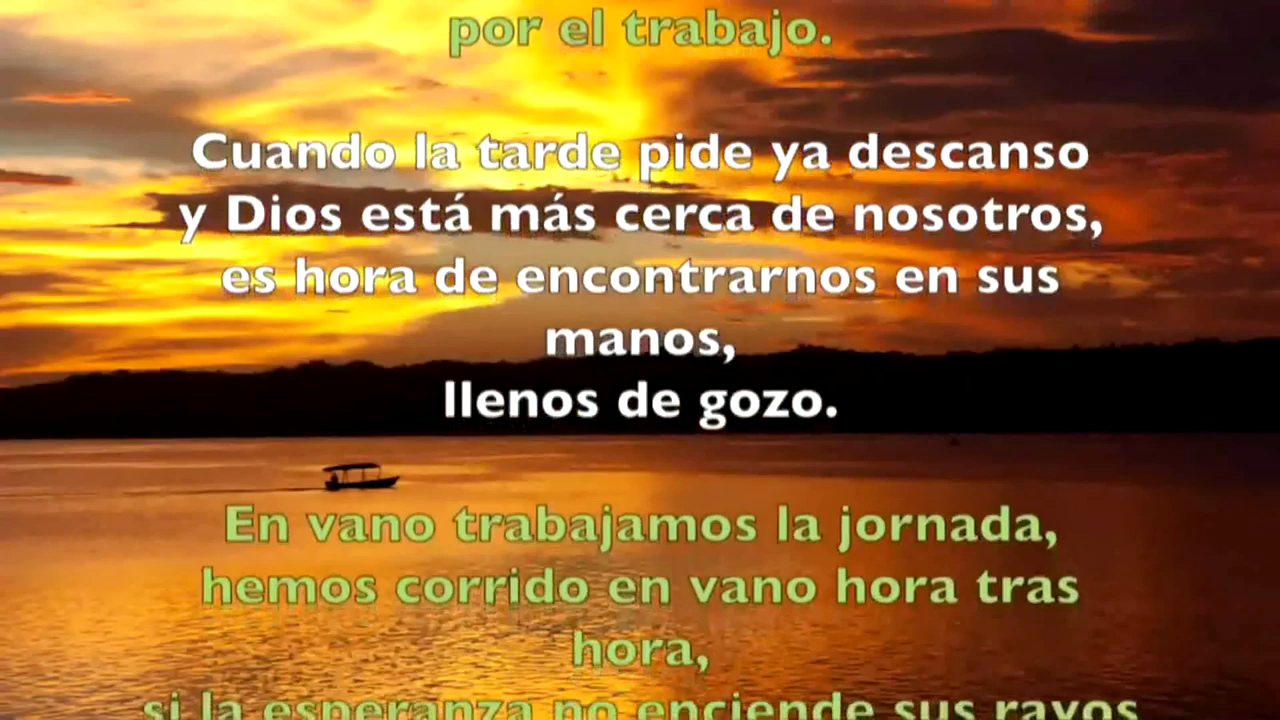 por el trabajo.
Cuando la tarde pide ya descanso
y Dios está más cerca de nosotros,
es hora de encontrarnos en sus
manos,
llenos de gozo.
En vano trabajamos la jornada,
hemos corrido en vano hora tras
hora,
si la esperanza no enciende sus rayos